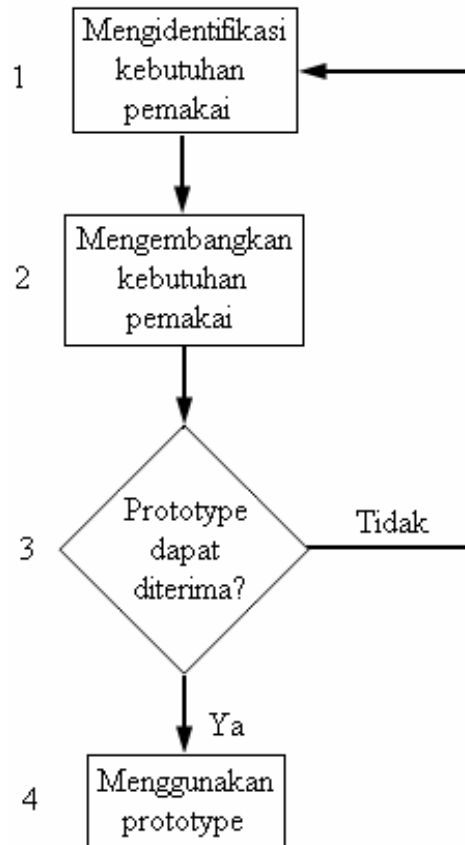 1
Mengidentifikasi
kebutuhan
pemakai
2
Mengembangkan
kebutuhan
pemakai
3
Prototype
dapat
diterima?
Tidak
Ya
4
Menggunakan
prototype